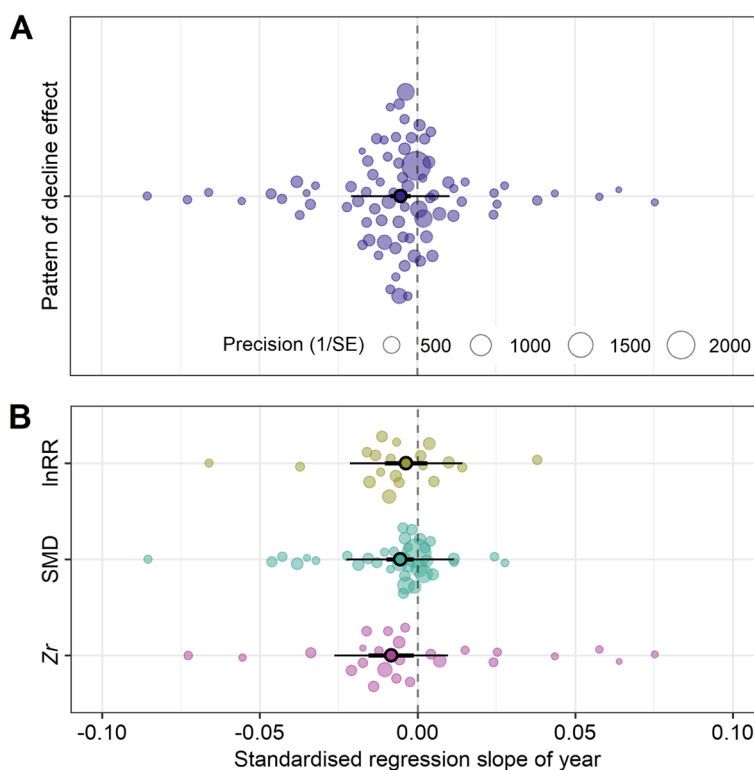 A
Pattern of decline effect
Precision (1/SE) 500 1000 1500 2000
B
lnRR
SMD
Zr
-0.10 -0.05 0.00 0.05 0.10
Standardised regression slope of year